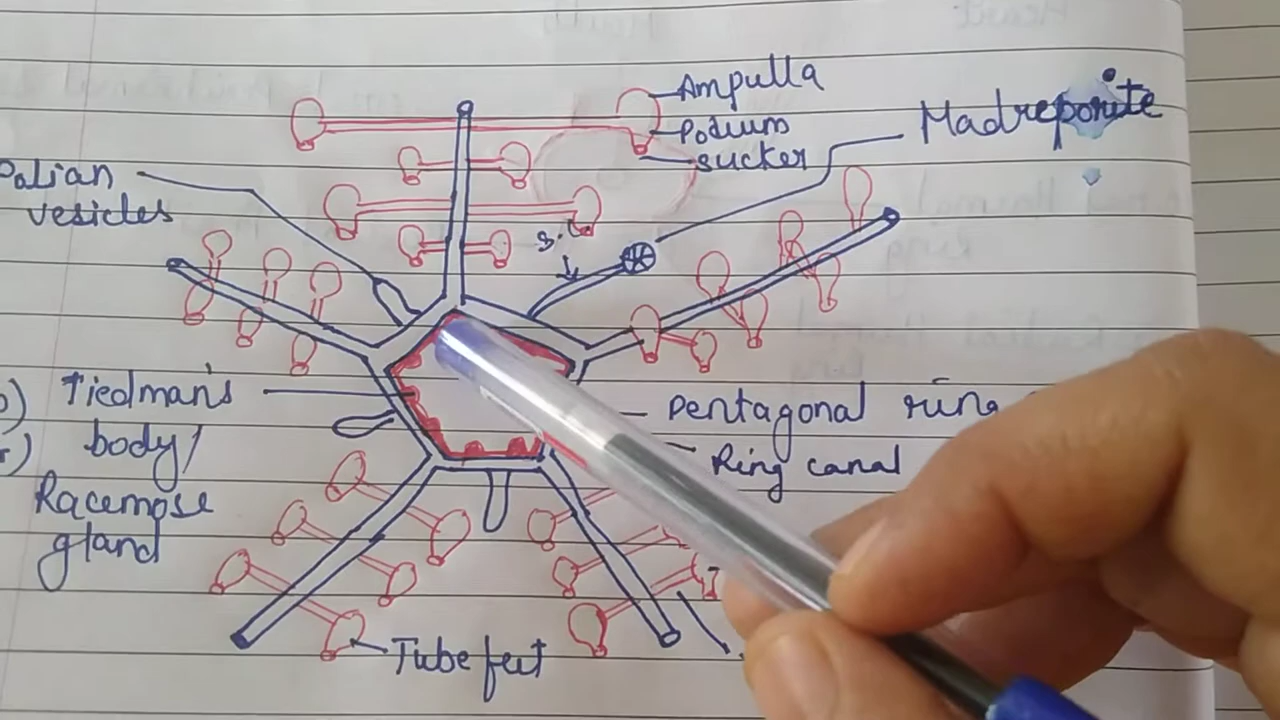 Ampulla
Podium
sucker
Madreporite
Polian
vesicles
s.c
Tiedman's
body/
Racemose
gland
Pentagonal ring
Ring canal
Tube feet